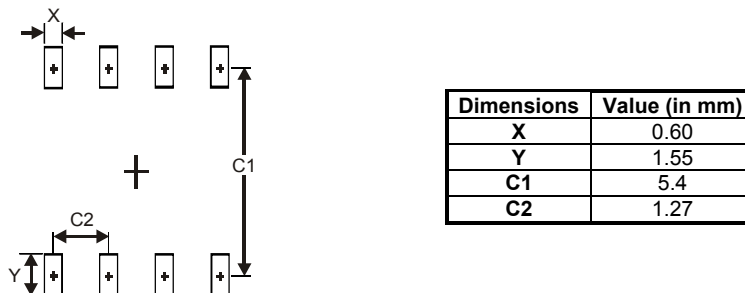 X
C1
C2
Y
Dimensions Value (in mm)
X 0.60
Y 1.55
C1 5.4
C2 1.27